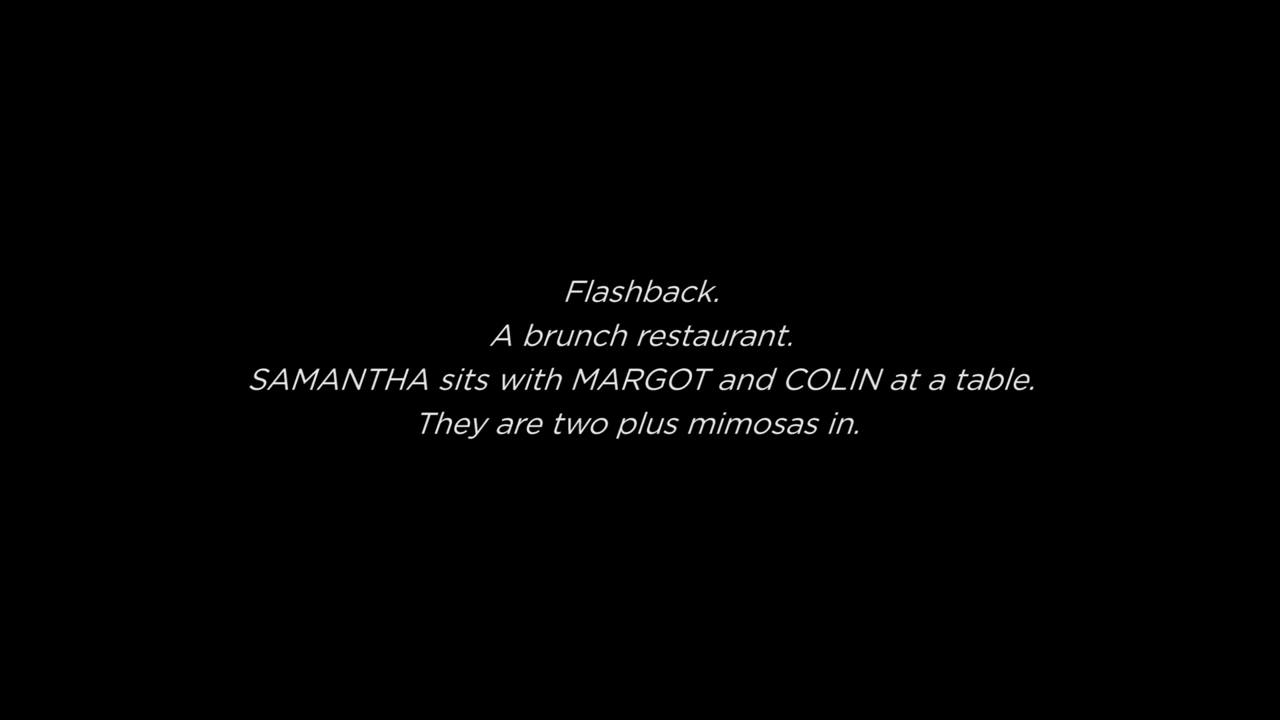 Flashback.
A brunch restaurant.
SAMANTHA sits with MARGOT and COLIN at a table.
They are two plus mimosas in.